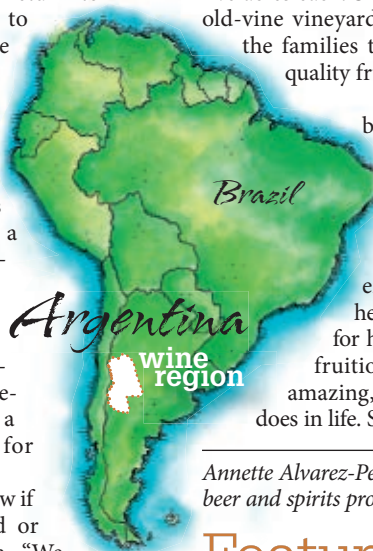 to
e
a
-
-
e-
a
for
w if
d or
"We
old-vine vineyard
the families t
quality fr
b
e
he
for h
fruitio
amazing,
does in life. S
Brazil
Argentina
wine
region
Annette Alvarez-Pe
beer and spirits pro